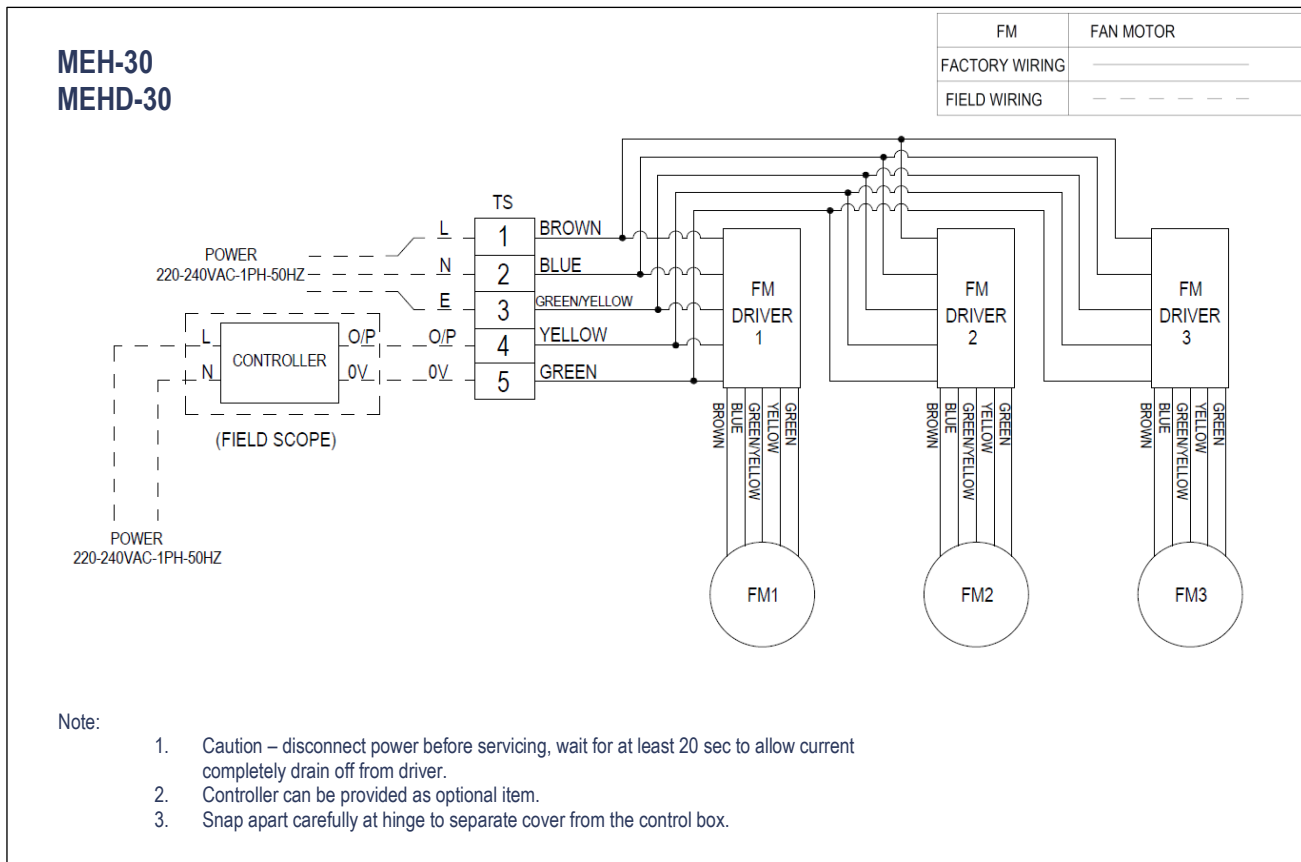 MEH-30
MEHD-30
FM FAN MOTOR
FACTORY WIRING
FIELD WIRING
TS
L 1 BROWN
POWER
220-240VAC-1PH-50HZ
N 2 BLUE
E 3 GREEN/YELLOW
L CONTROLLER O/P O/P 4 YELLOW
N 0V 0V 5 GREEN
(FIELD SCOPE)
POWER
220-240VAC-1PH-50HZ
FM
DRIVER
1
FM
DRIVER
2
FM
DRIVER
3
BROWN
BLUE
GREEN/YELLOW
YELLOW
GREEN
BROWN
BLUE
GREEN/YELLOW
YELLOW
GREEN
BROWN
BLUE
GREEN/YELLOW
YELLOW
GREEN
FM1
FM2
FM3
Note:
1. Caution – disconnect power before servicing, wait for at least 20 sec to allow current
completely drain off from driver.
2. Controller can be provided as optional item.
3. Snap apart carefully at hinge to separate cover from the control box.